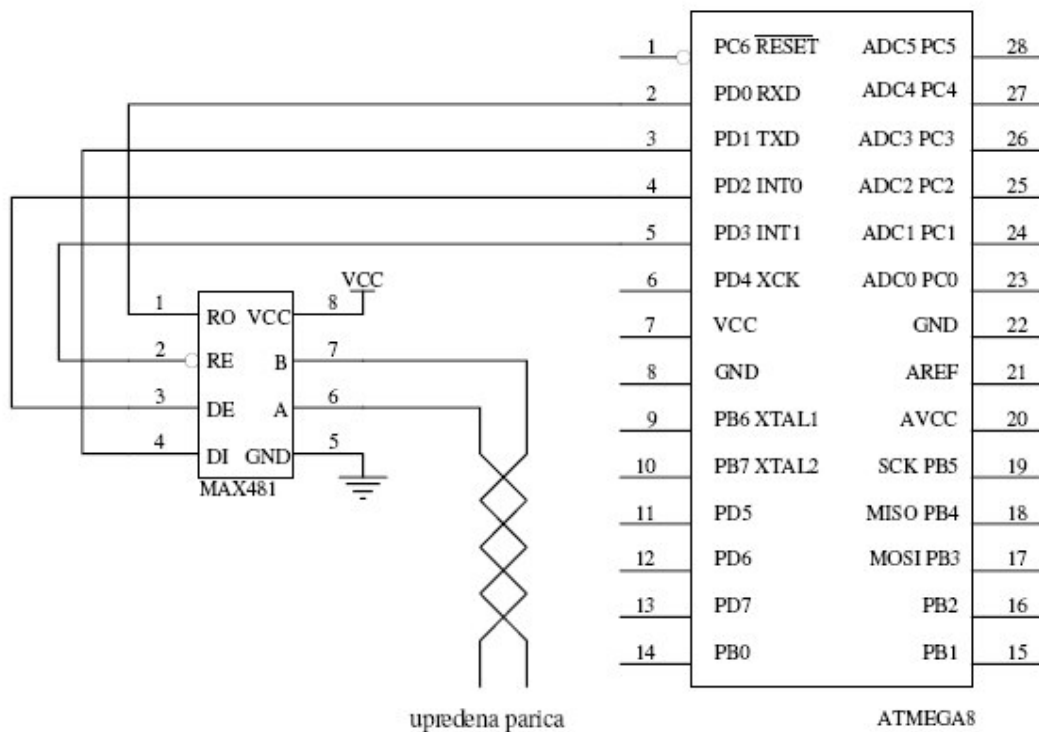 1 PC6 RESET ADC5 PC5 28
2 PD0 RXD ADC4 PC4 27
3 PD1 TXD ADC3 PC3 26
4 PD2 INT0 ADC2 PC2 25
5 PD3 INT1 ADC1 PC1 24
6 PD4 XCK ADC0 PC0 23
7 VCC GND 22
8 GND AREF 21
9 PB6 XTAL1 AVCC 20
10 PB7 XTAL2 SCK PB5 19
11 PD5 MISO PB4 18
12 PD6 MOSI PB3 17
13 PD7 PB2 16
14 PB0 PB1 15
ATMEGA8
VCC
1 RO VCC 8
2 RE B 7
3 DE A 6
4 DI GND 5
MAX481
upredena parica